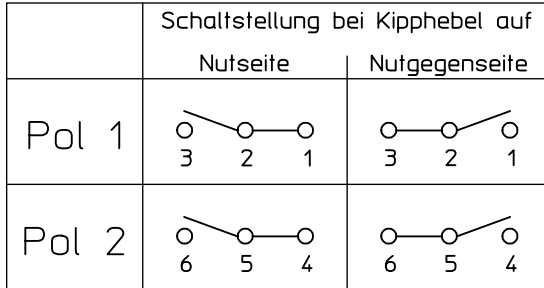 Schaltstellung bei Kipphebel auf
Nutseite Nutgegenseite
Pol 1
3 2 1 3 2 1
Pol 2
6 5 4 6 5 4